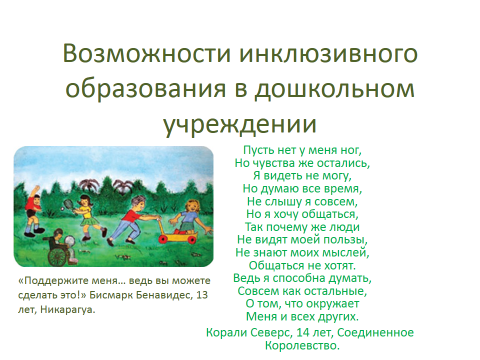 Возможности инклюзивного
образования в дошкольном
учреждении
Пусть нет у меня ног,
Но чувства же остались,
Я видеть не могу,
Но думаю все время,
Не слышу я совсем,
Но я хочу общаться,
Так почему же люди
Не видят моей пользы,
Не знают моих мыслей,
Общаться не хотят.
Ведь я способна думать,
Совсем как остальные,
О том, что окружает
Меня и всех других.
Корали Северс, 14 лет, Соединенное
Королевство.
«Поддержите меня… ведь вы можете
сделать это!» Бисмарк Бенавидес, 13
лет, Никарагуа.